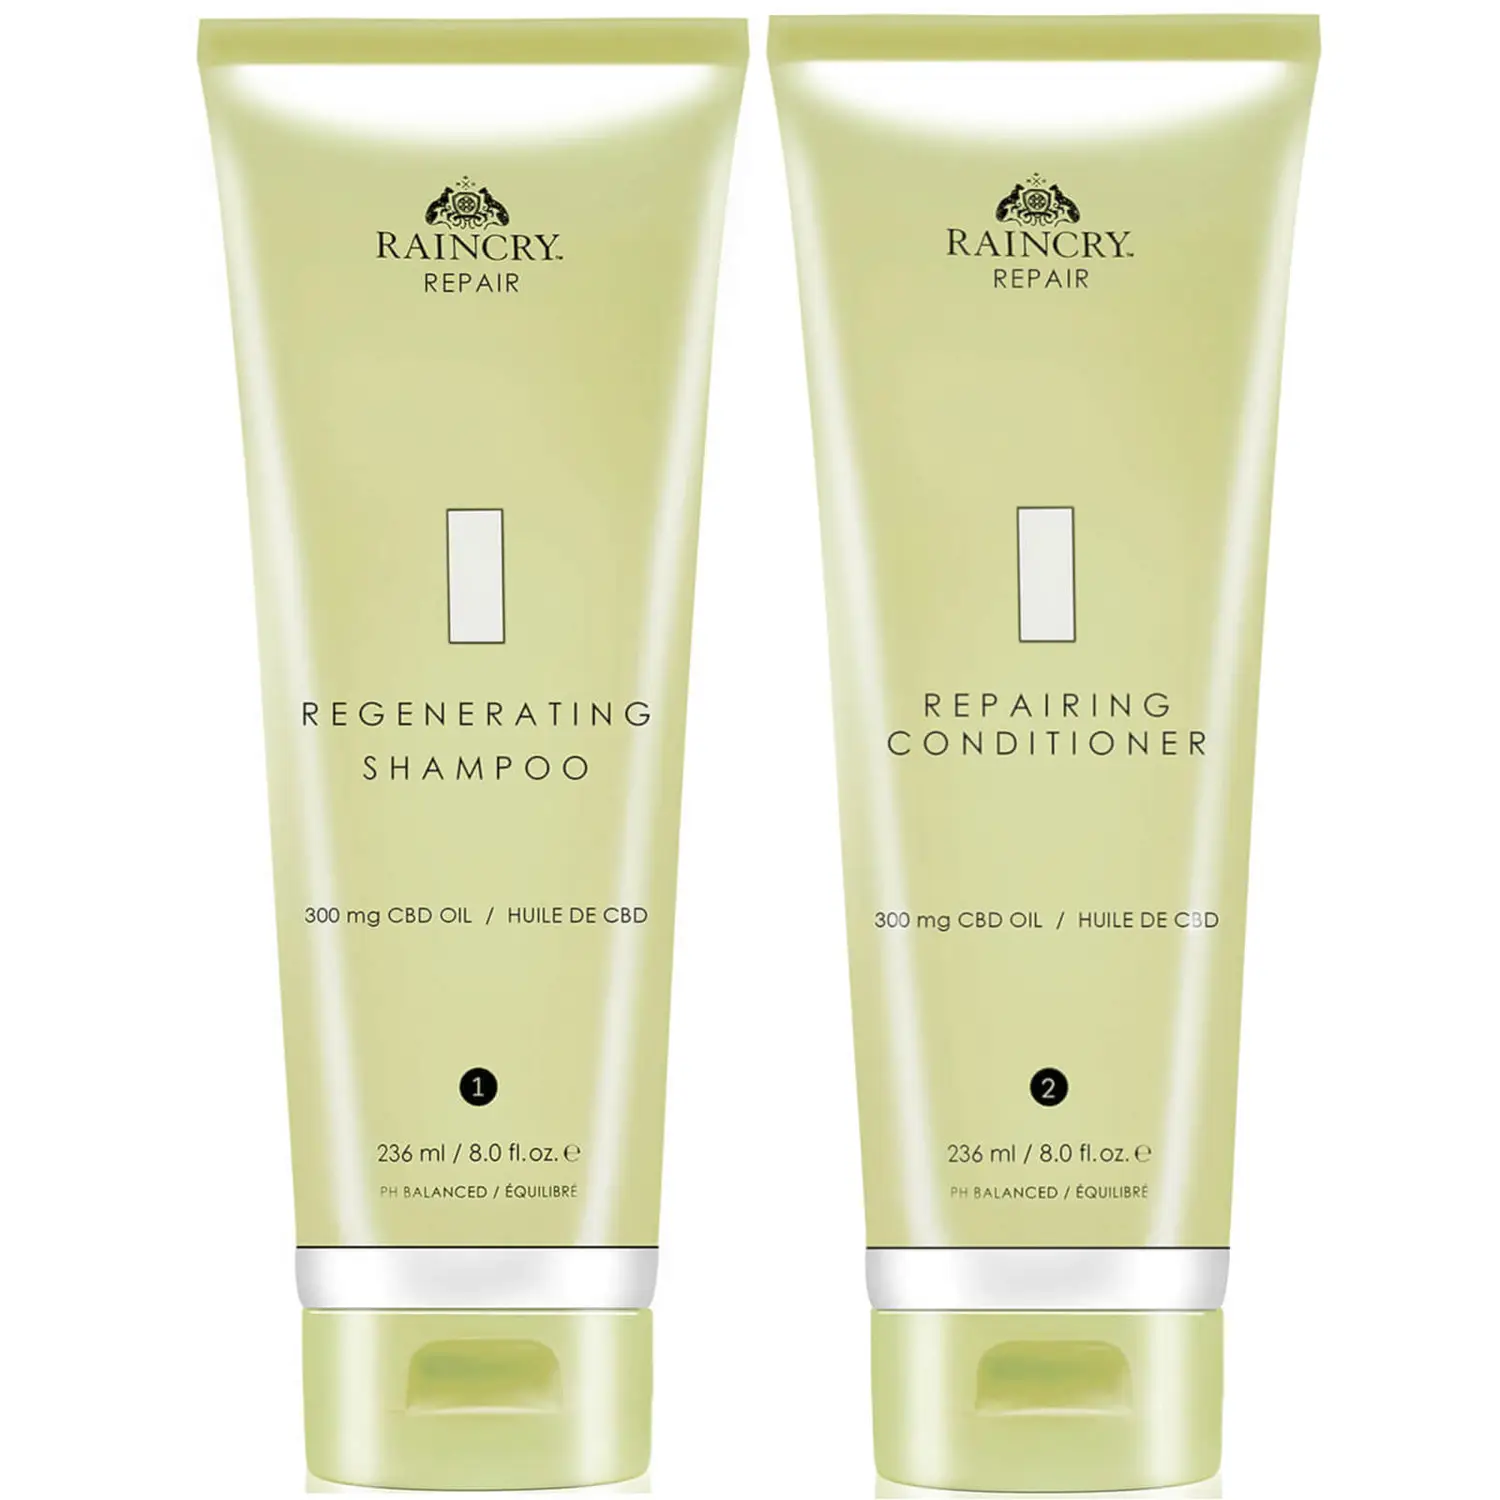 RAINCRY™
REPAIR
REGENERATING
SHAMPOO
300 mg CBD OIL / HUILE DE CBD
1
236 ml / 8.0 fl.oz. ℮
PH BALANCED / ÉQUILIBRÉ
RAINCRY™
REPAIR
REPAIRING
CONDITIONER
300 mg CBD OIL / HUILE DE CBD
2
236 ml / 8.0 fl.oz. ℮
PH BALANCED / ÉQUILIBRÉ